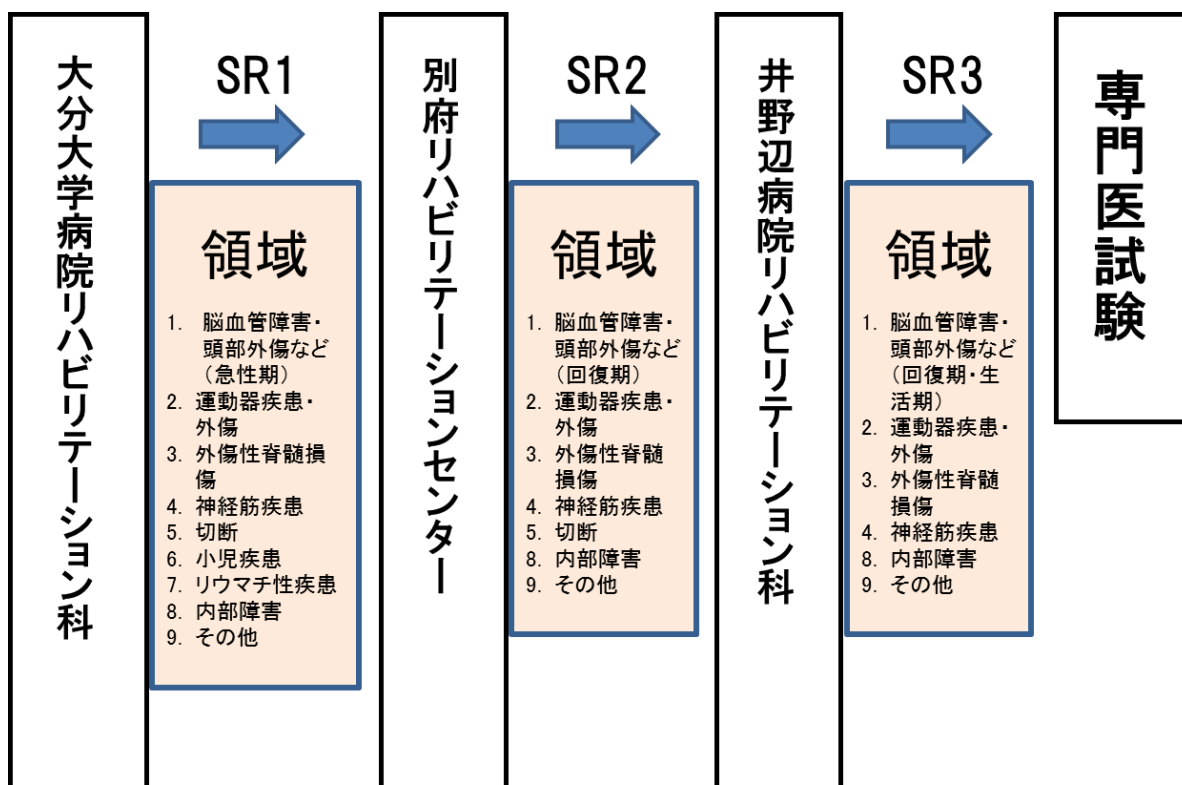 大分大学病院リハビリテーション科
SR1
領域
1. 脳血管障害・
頭部外傷など
(急性期)
2. 運動器疾患・
外傷
3. 外傷性脊髄損
傷
4. 神経筋疾患
5. 切断
6. 小児疾患
7. リウマチ性疾患
8. 内部障害
9. その他
別府リハビリテーションセンター
SR2
領域
1. 脳血管障害・
頭部外傷など
(回復期)
2. 運動器疾患・
外傷
3. 外傷性脊髄
損傷
4. 神経筋疾患
5. 切断
8. 内部障害
9. その他
井野辺病院リハビリテーション科
SR3
領域
1. 脳血管障害・
頭部外傷など
(回復期・生
活期)
2. 運動器疾患・
外傷
3. 外傷性脊髄
損傷
4. 神経筋疾患
8. 内部障害
9. その他
専門医試験